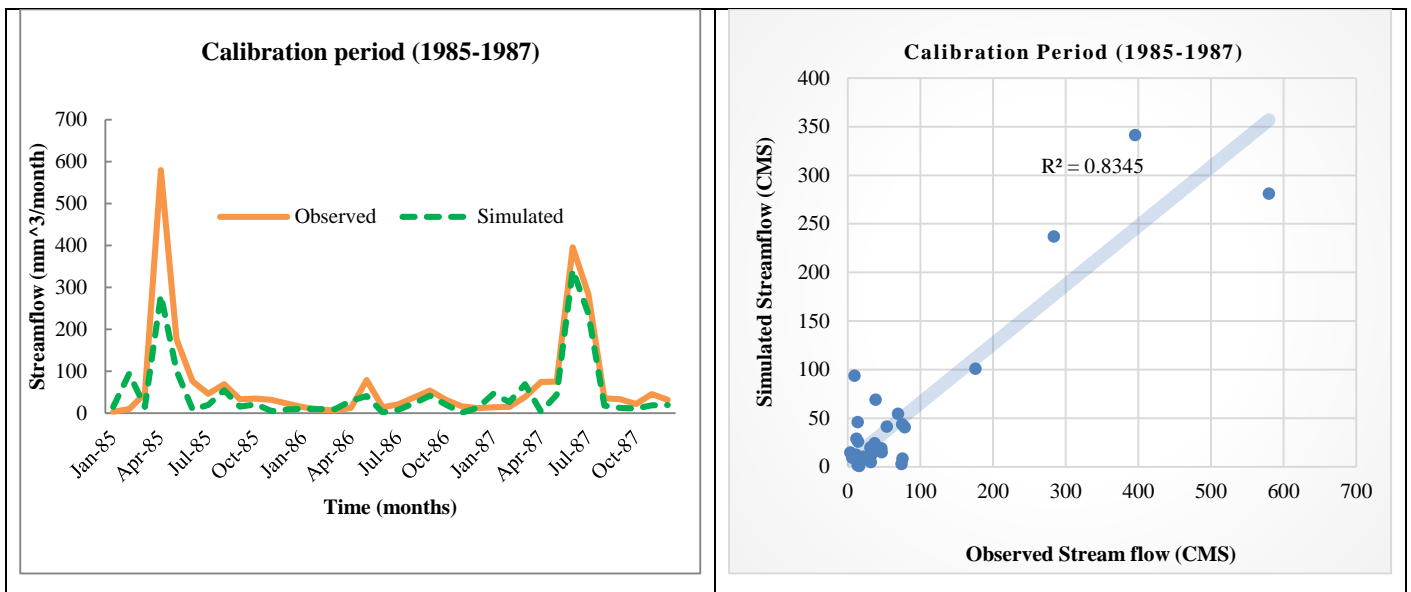 Calibration period (1985-1987)
700
600
500
400
300
200
100
0
Streamflow (mm^3/month)
Observed
Simulated
Jan-85
Apr-85
Jul-85
Oct-85
Jan-86
Apr-86
Jul-86
Oct-86
Jan-87
Apr-87
Jul-87
Oct-87
Time (months)
Calibration Period (1985-1987)
400
350
300
250
200
150
100
50
0
Simulated Streamflow (CMS)
R² = 0.8345
0 100 200 300 400 500 600 700
Observed Stream flow (CMS)